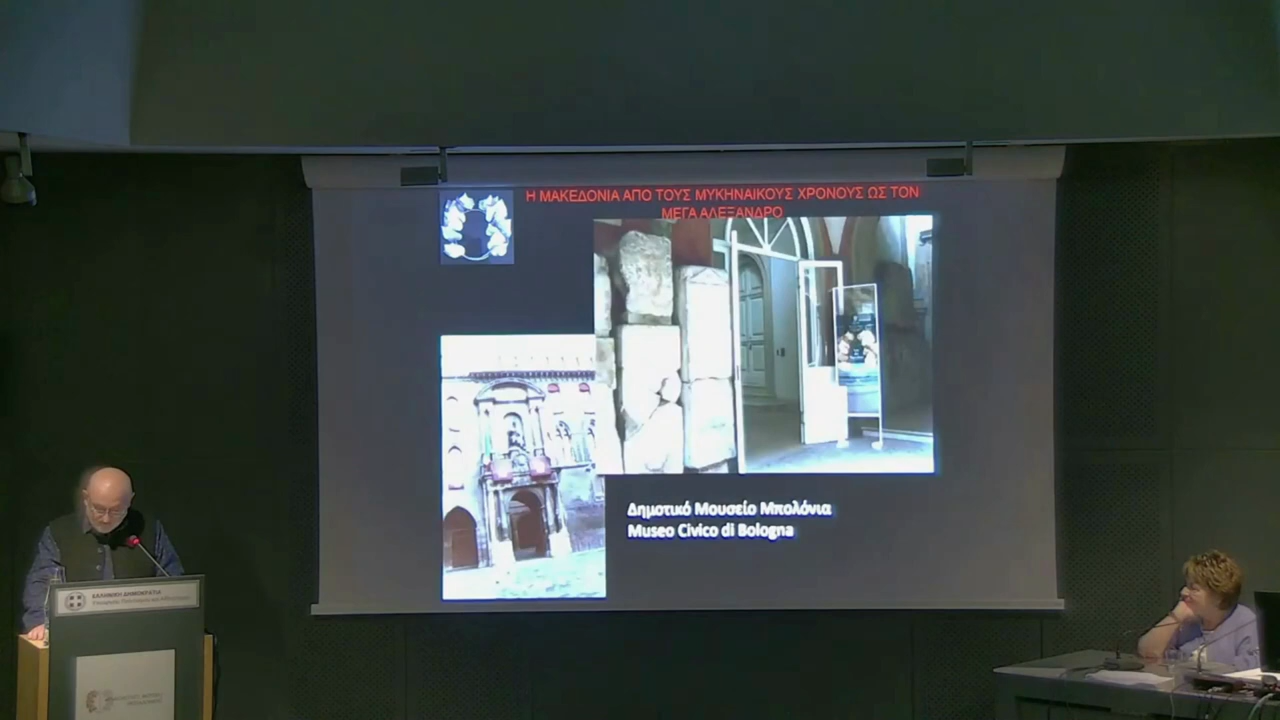 Η ΜΑΚΕΔΟΝΙΑ ΑΠΟ ΤΟΥΣ ΜΥΚΗΝΑΙΚΟΥΣ ΧΡΟΝΟΥΣ ΩΣ ΤΟΝ
ΜΕΓΑ ΑΛΕΞΑΝΔΡΟ
Δημοτικό Μουσείο Μπολόνια
Museo Civico di Bologna
ΕΛΛΗΝΙΚΗ ΔΗΜΟΚΡΑΤΙΑ